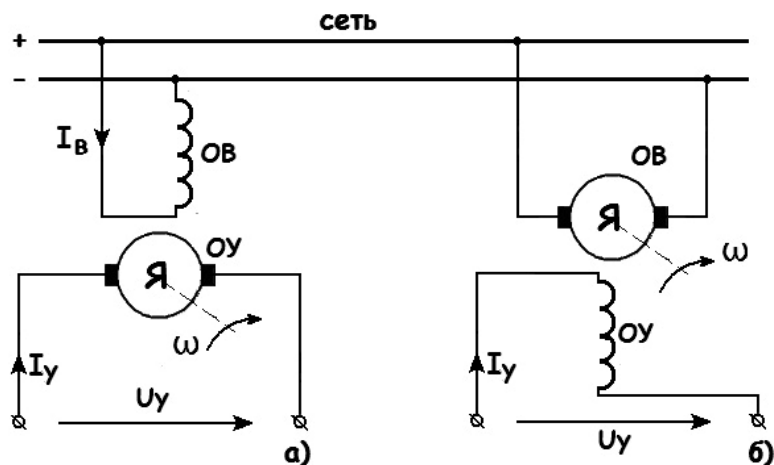 сеть
+
−
IВ
ОВ
ОВ
Я
ОУ
Я
ω
ω
IУ
ОУ
IУ
UУ
UУ
а)
б)